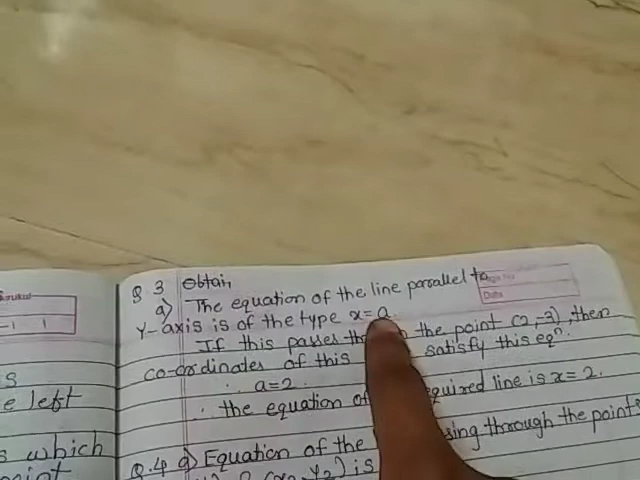 Q 3 Obtain
a) The equation of the line parallel to
Y-axis is of the type x=a.
If this passes the point (2,-3), then
co-ordinates of this satisfy this eqn.
∴ a=2.
∴ the equation of required line is x=2.
Q.4 a) Equation of the passing through the points
is
s
e left
s which
Date